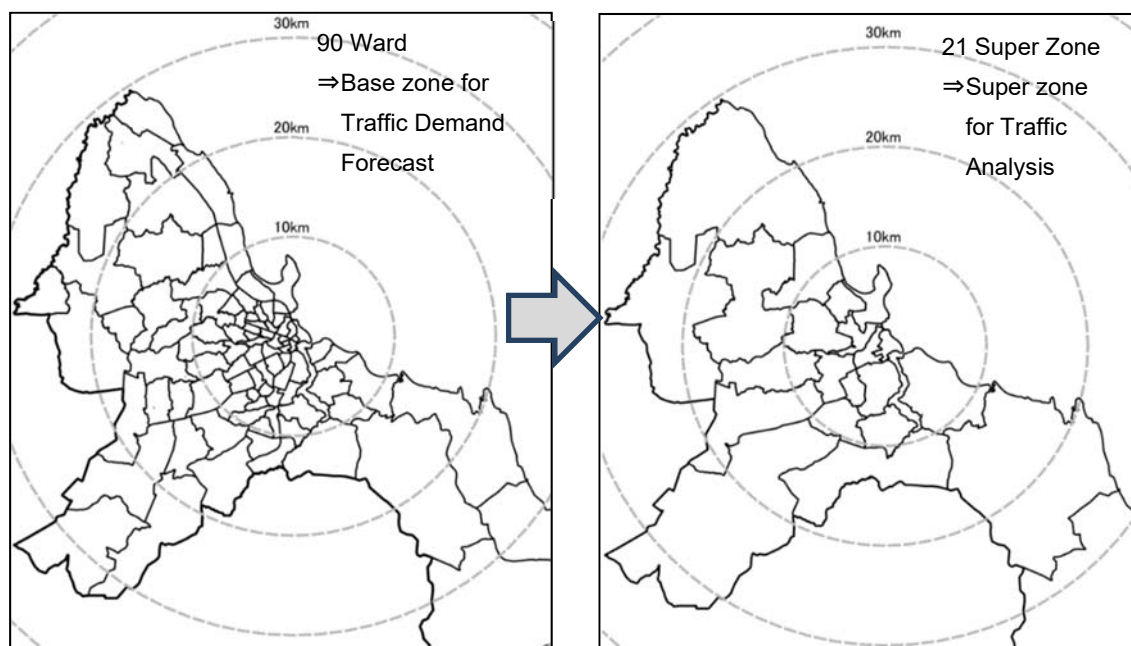 30km
90 Ward
⇒Base zone for
Traffic Demand
Forecast
20km
10km
30km
21 Super Zone
⇒Super zone
for Traffic
Analysis
20km
10km